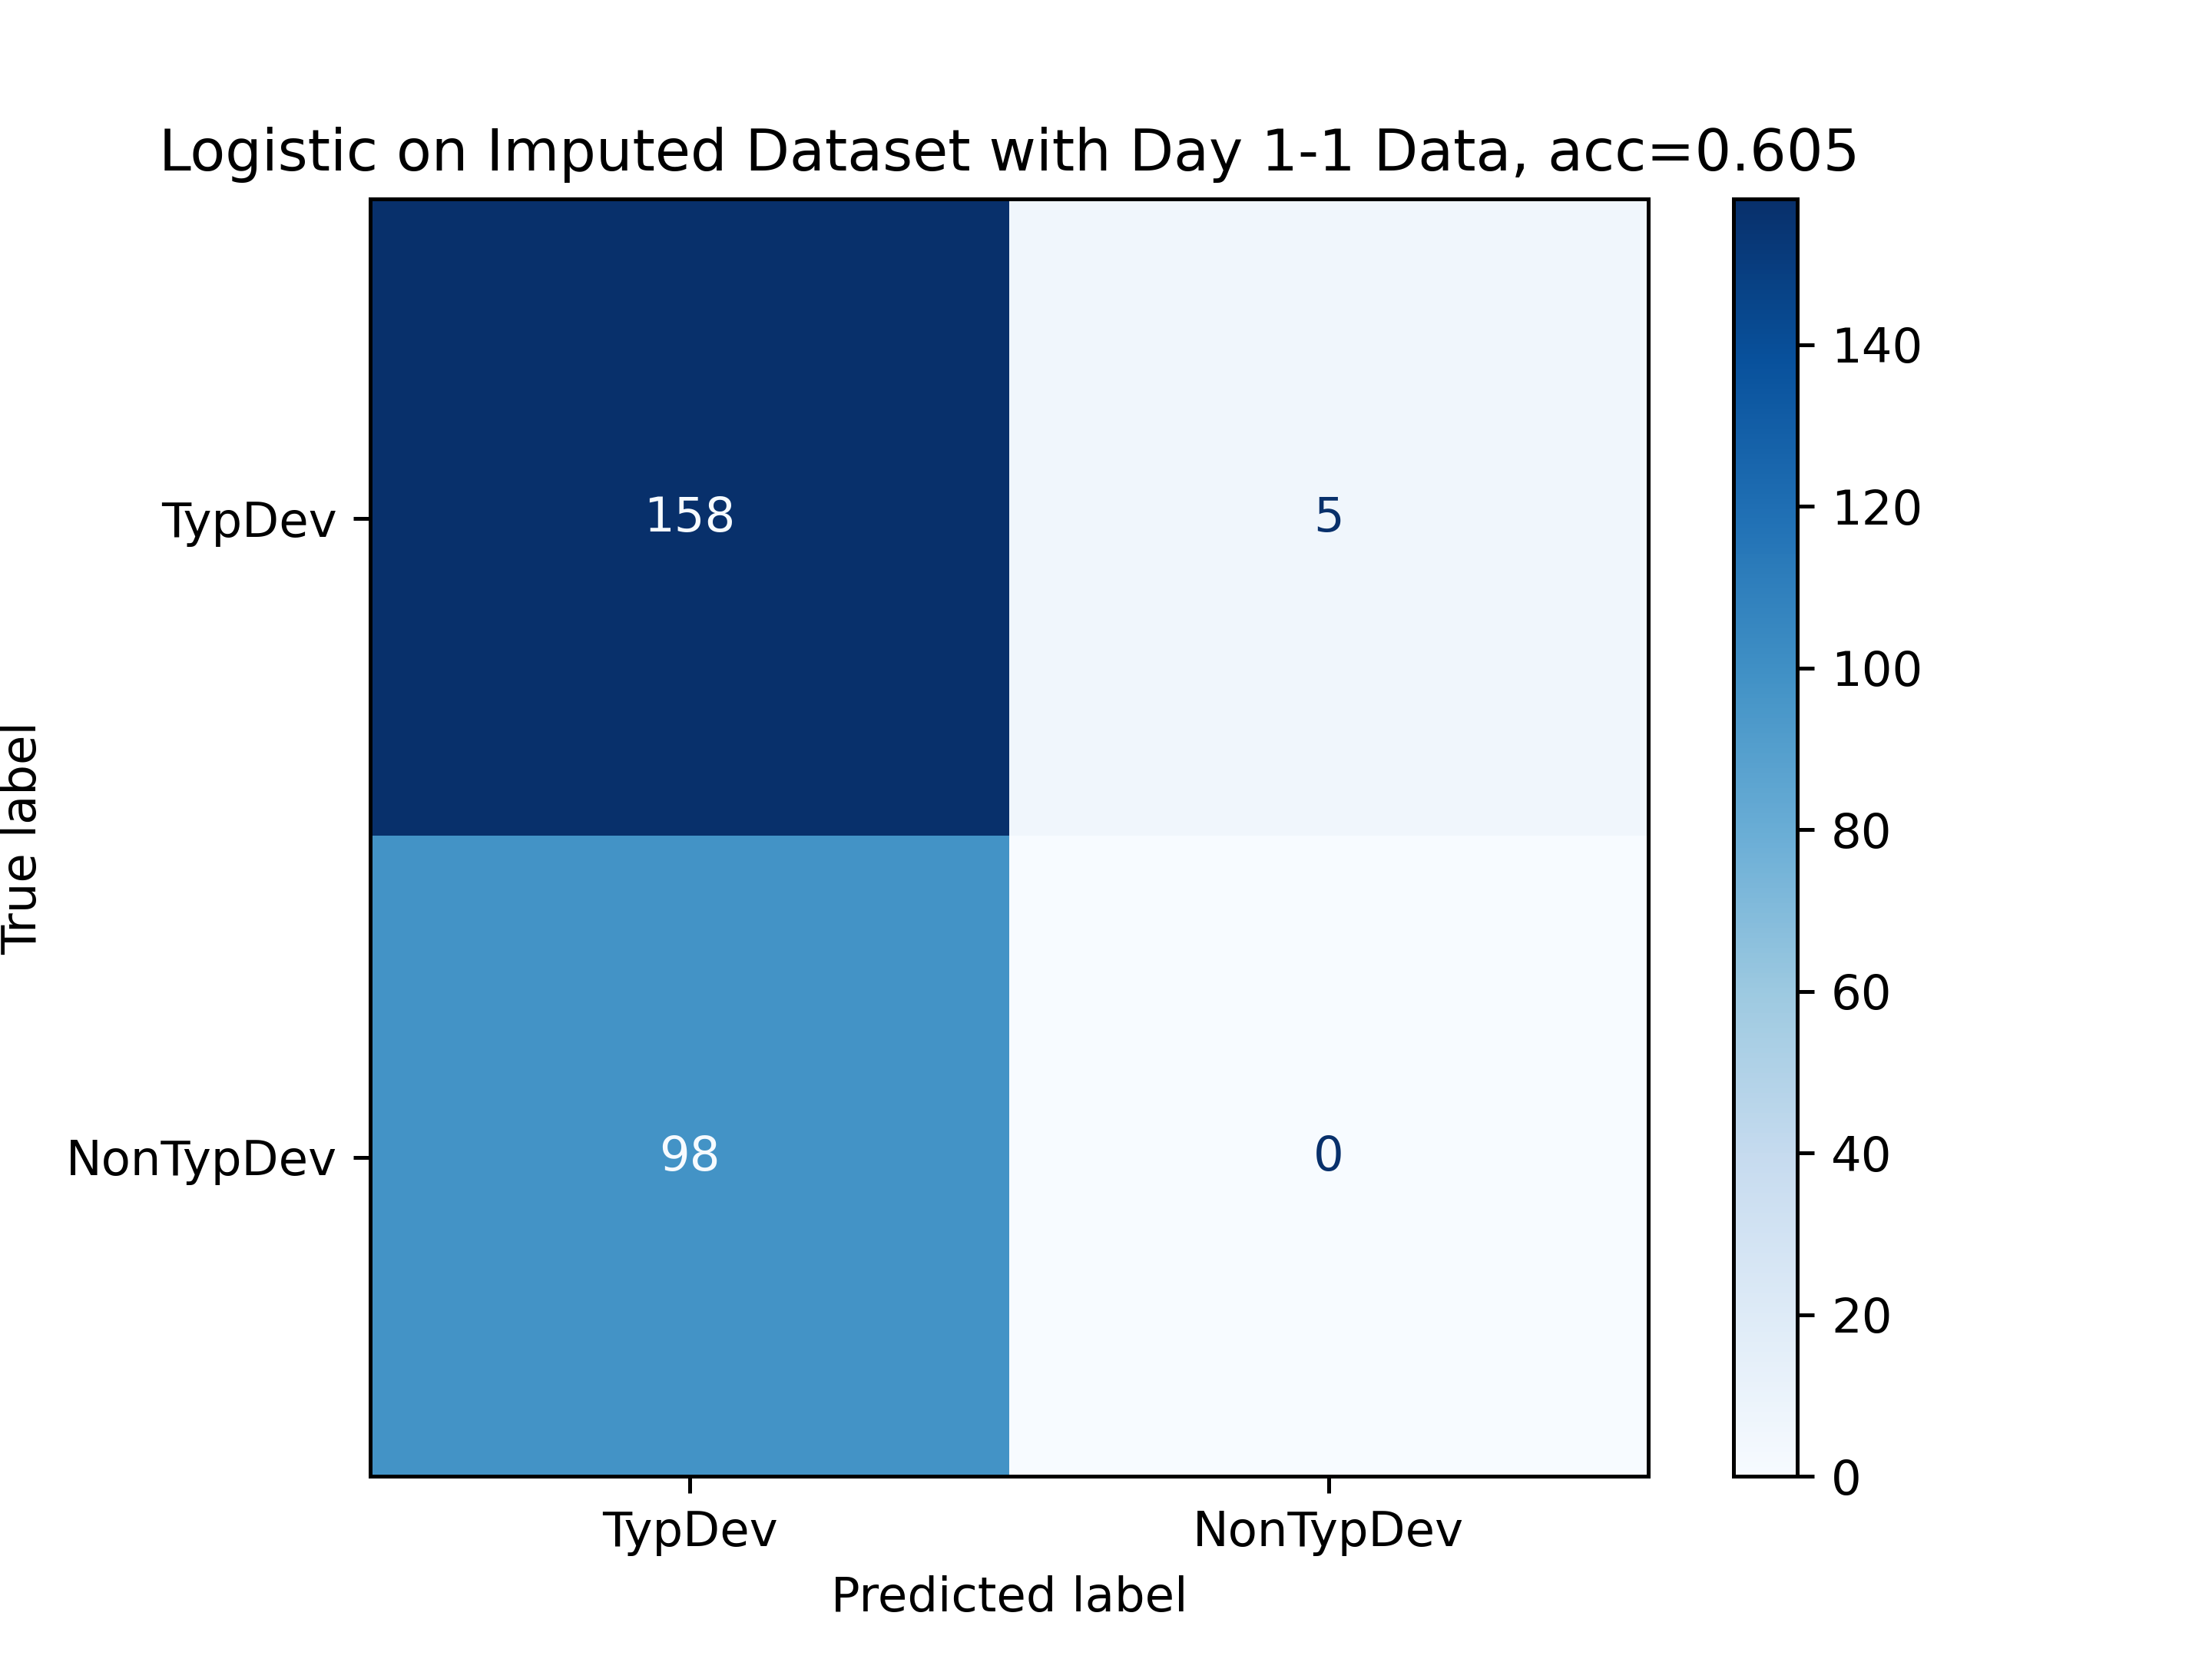 Logistic on Imputed Dataset with Day 1-1 Data, acc=0.605
True label
TypDev
158
5
NonTypDev
98
0
TypDev
NonTypDev
Predicted label
140
120
100
80
60
40
20
0